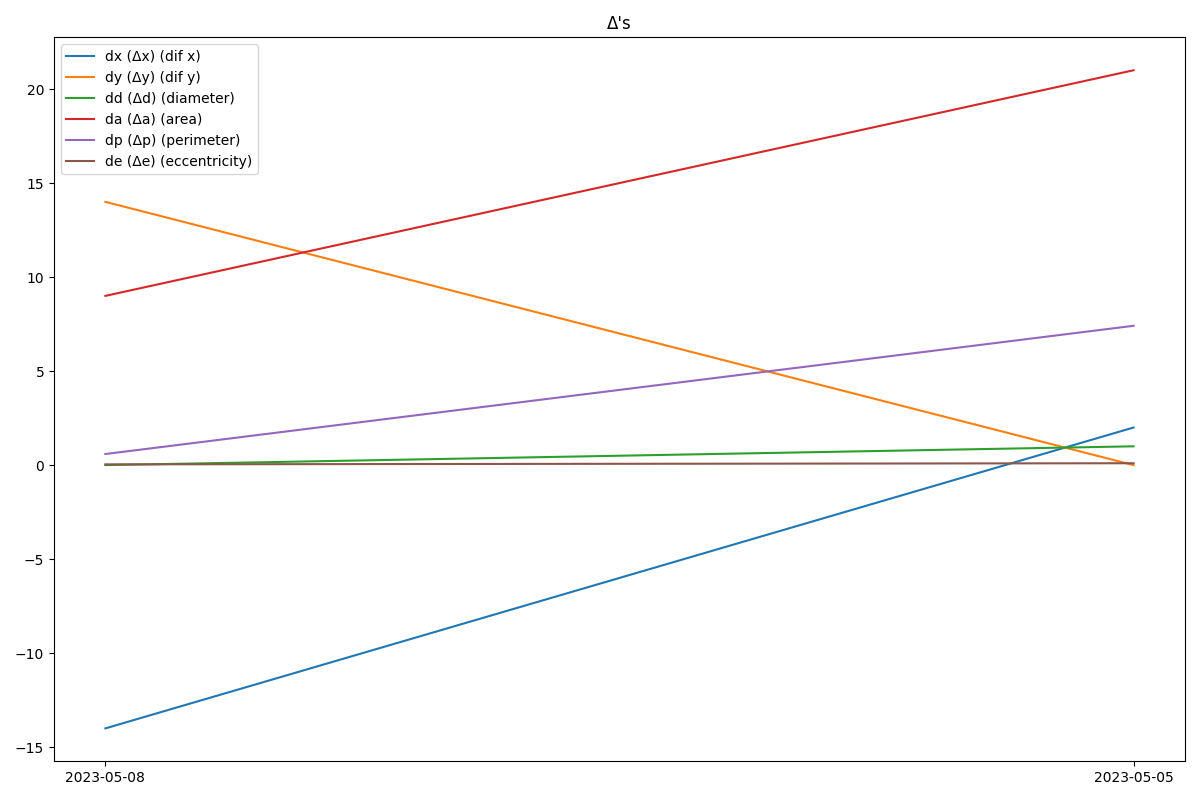 Δ's
dx (Δx) (dif x)
dy (Δy) (dif y)
dd (Δd) (diameter)
da (Δa) (area)
dp (Δp) (perimeter)
de (Δe) (eccentricity)
20
15
10
5
0
−5
−10
−15
2023-05-08 2023-05-05